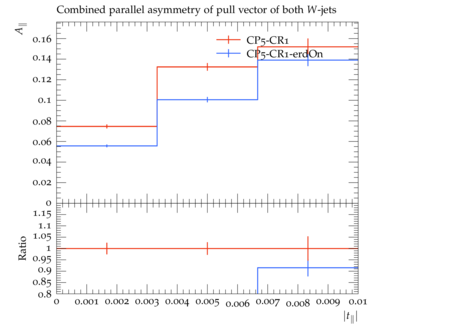 Combined parallel asymmetry of pull vector of both W-jets
A∥
CP5-CR1
CP5-CR1-erdOn
0.16
0.14
0.12
0.1
0.08
0.06
0.04
0.02
0
Ratio
1.15
1.1
1.05
1
0.95
0.9
0.85
0.8
0 0.001 0.002 0.003 0.004 0.005 0.006 0.007 0.008 0.009 0.01
|t∥|